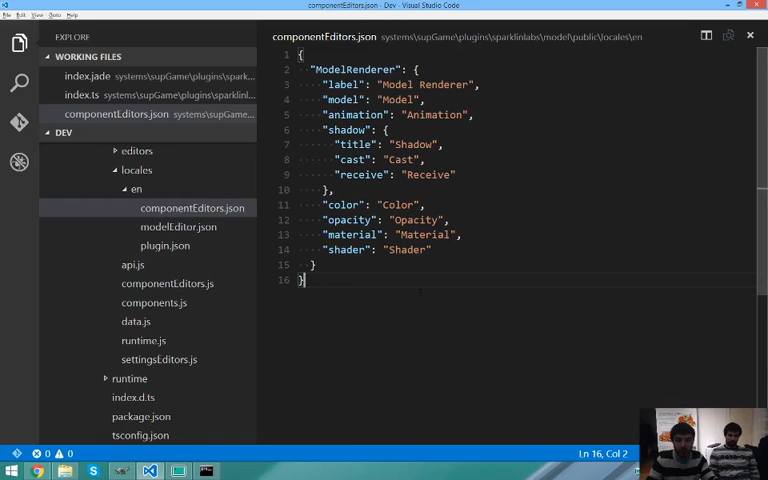 componentEditors.json - Dev - Visual Studio Code
File Edit View Goto Help
EXPLORE
WORKING FILES
index.jade systems\supGame\plugins\spark...
index.ts systems\supGame\plugins\sparklinl...
componentEditors.json systems\supGame...
DEV
editors
locales
en
componentEditors.json
modelEditor.json
plugin.json
api.js
componentEditors.js
components.js
data.js
runtime.js
settingsEditors.js
runtime
index.d.ts
package.json
tsconfig.json
componentEditors.json systems\supGame\plugins\sparklinlabs\model\public\locales\en
1 {
2 "ModelRenderer": {
3 "label": "Model Renderer",
4 "model": "Model",
5 "animation": "Animation",
6 "shadow": {
7 "title": "Shadow",
8 "cast": "Cast",
9 "receive": "Receive"
10 },
11 "color": "Color",
12 "opacity": "Opacity",
13 "material": "Material",
14 "shader": "Shader"
15 }
16 }
0 0
Ln 16, Col 2